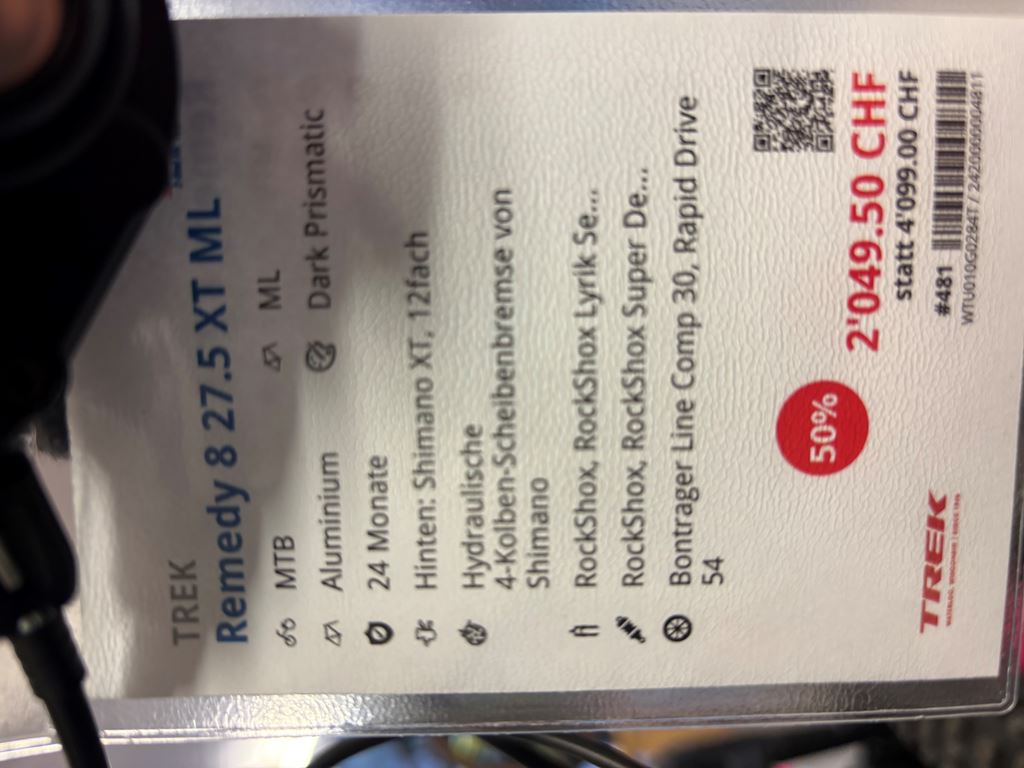 TREK
Remedy 8 27.5 XT ML
MTB
ML
Aluminium
Dark Prismatic
24 Monate
Hinten: Shimano XT, 12fach
Hydraulische
4-Kolben-Scheibenbremse von
Shimano
RockShox, RockShox Lyrik Se...
RockShox, RockShox Super De...
Bontrager Line Comp 30, Rapid Drive
54
50%
2'049.50 CHF
statt 4'099.00 CHF
#481
WTU010G0284T / 2420000004811
TREK